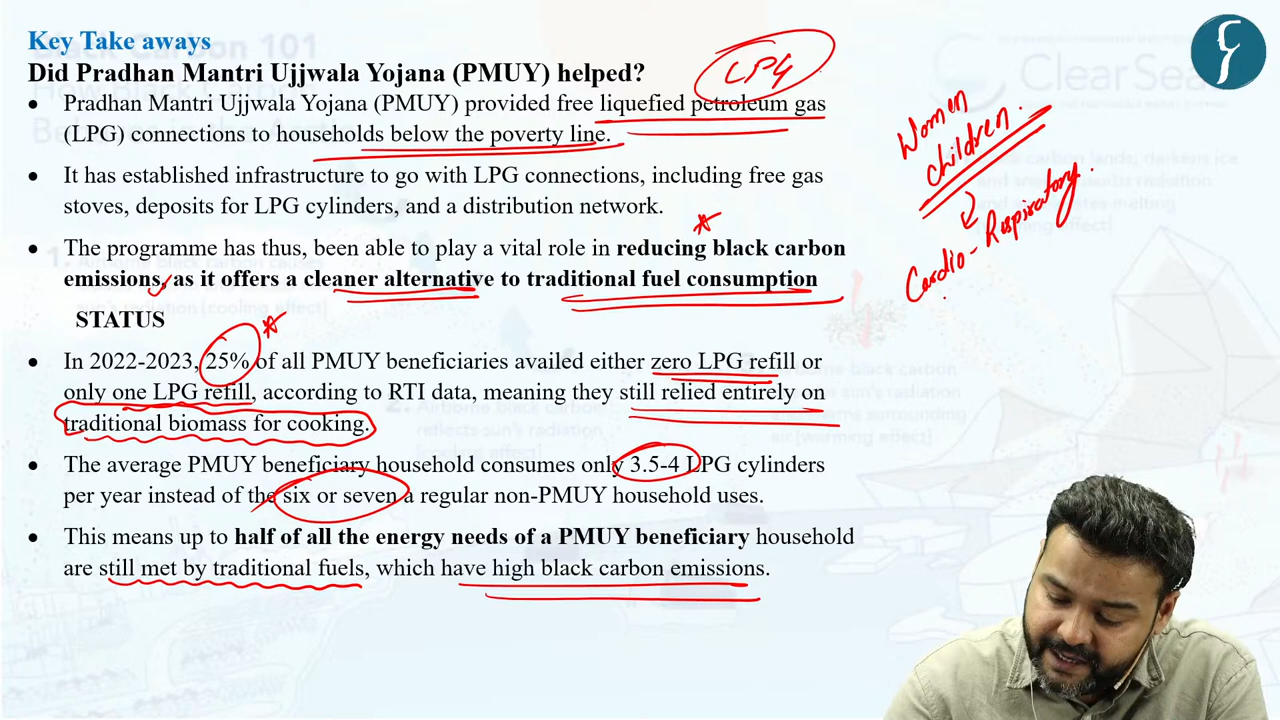 Key Take aways
Did Pradhan Mantri Ujjwala Yojana (PMUY) helped?
LPG
• Pradhan Mantri Ujjwala Yojana (PMUY) provided free liquefied petroleum gas
(LPG) connections to households below the poverty line.
• It has established infrastructure to go with LPG connections, including free gas
stoves, deposits for LPG cylinders, and a distribution network.
• The programme has thus, been able to play a vital role in reducing black carbon
emissions, as it offers a cleaner alternative to traditional fuel consumption
STATUS
• In 2022-2023, 25% of all PMUY beneficiaries availed either zero LPG refill or
only one LPG refill, according to RTI data, meaning they still relied entirely on
traditional biomass for cooking.
• The average PMUY beneficiary household consumes only 3.5-4 LPG cylinders
per year instead of the six or seven a regular non-PMUY household uses.
• This means up to half of all the energy needs of a PMUY beneficiary household
are still met by traditional fuels, which have high black carbon emissions.
Women
children.
Cardio-Respiratory.
Black Carbon 101
How Black Carbon
Clear Sea